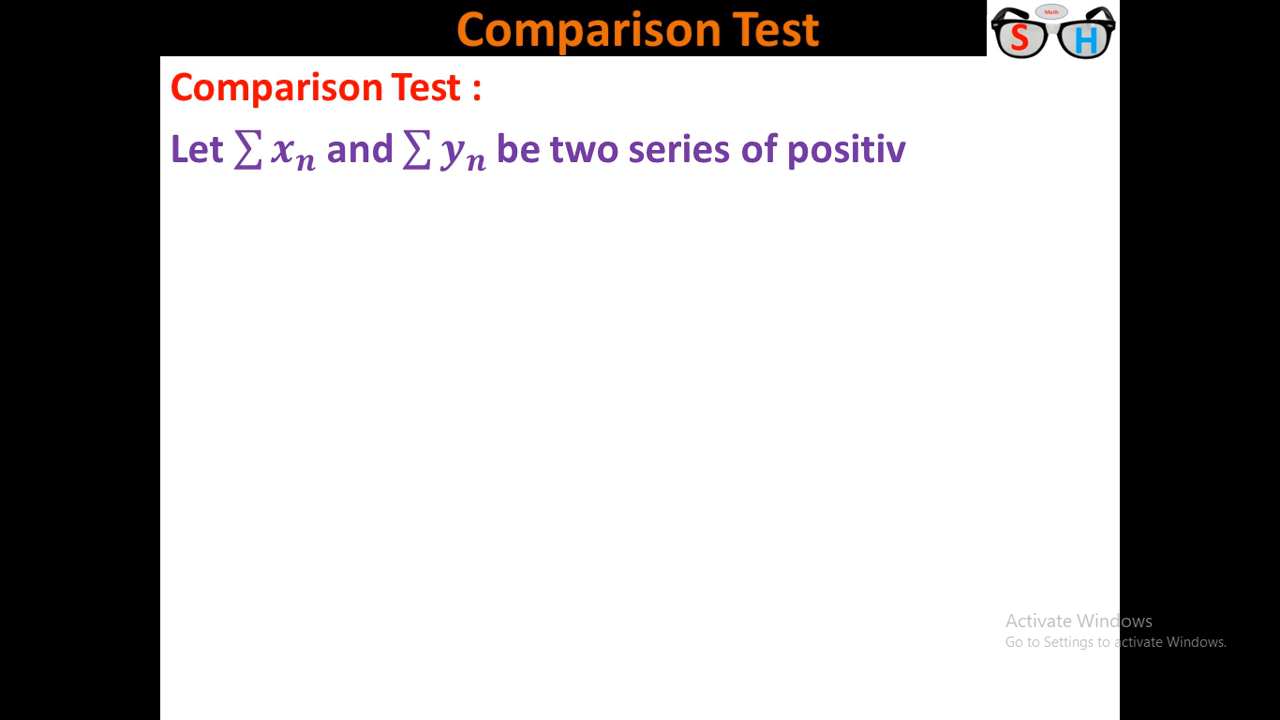 Comparison Test
Math
S H
Comparison Test :
Let ∑ xₙ and ∑ yₙ be two series of positiv
Activate Windows
Go to Settings to activate Windows.